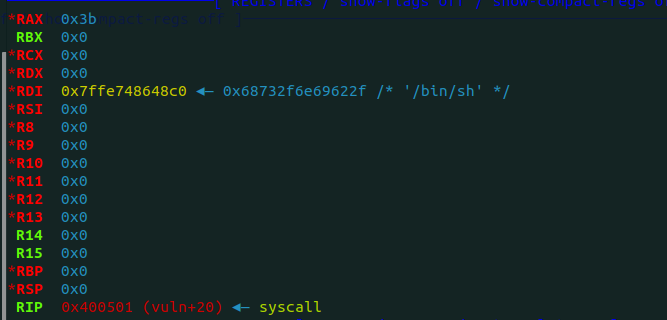 [ REGISTERS / show-flags off / show-compact-regs off ]
*RAX 0x3b
RBX 0x0
*RCX 0x0
*RDX 0x0
*RDI 0x7ffe748648c0 ◂— 0x68732f6e69622f /* '/bin/sh' */
*RSI 0x0
*R8 0x0
*R9 0x0
*R10 0x0
*R11 0x0
*R12 0x0
*R13 0x0
R14 0x0
R15 0x0
*RBP 0x0
*RSP 0x0
RIP 0x400501 (vuln+20) ◂— syscall